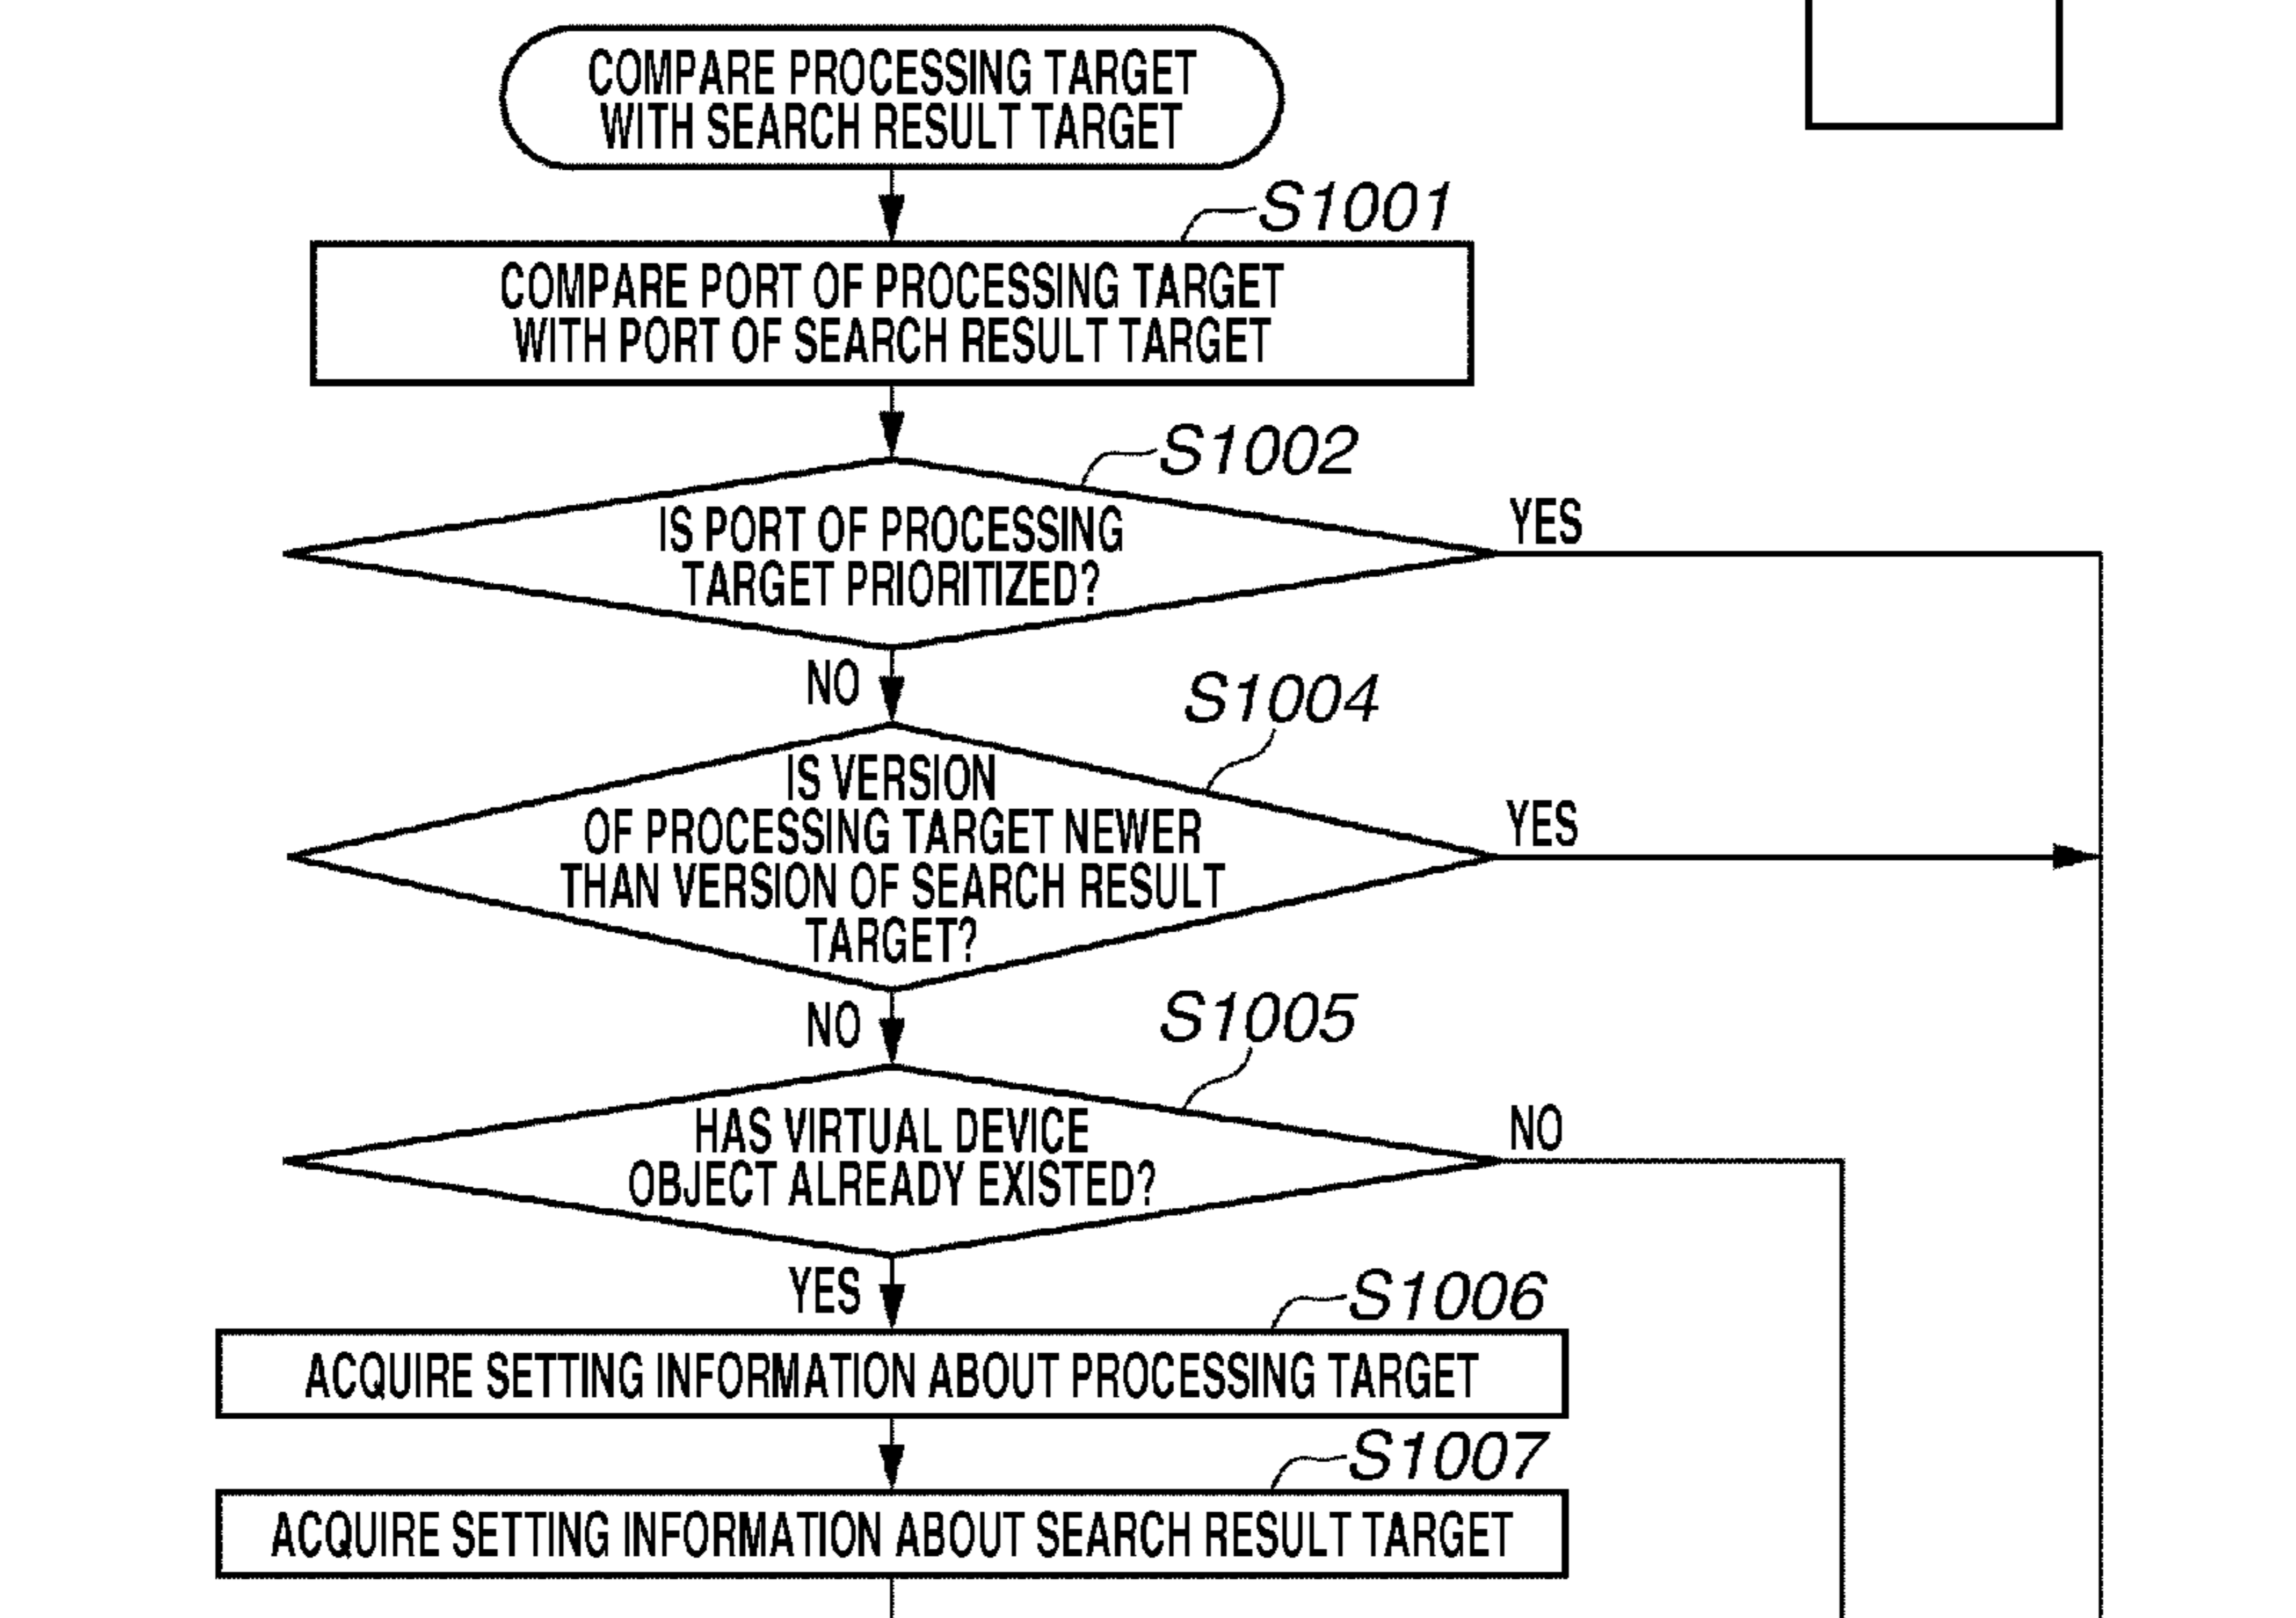 COMPARE PROCESSING TARGET
WITH SEARCH RESULT TARGET
S1001
COMPARE PORT OF PROCESSING TARGET
WITH PORT OF SEARCH RESULT TARGET
S1002
IS PORT OF PROCESSING
TARGET PRIORITIZED?
YES
NO
S1004
IS VERSION
OF PROCESSING TARGET NEWER
THAN VERSION OF SEARCH RESULT
TARGET?
YES
NO
S1005
HAS VIRTUAL DEVICE
OBJECT ALREADY EXISTED?
NO
YES
S1006
ACQUIRE SETTING INFORMATION ABOUT PROCESSING TARGET
S1007
ACQUIRE SETTING INFORMATION ABOUT SEARCH RESULT TARGET